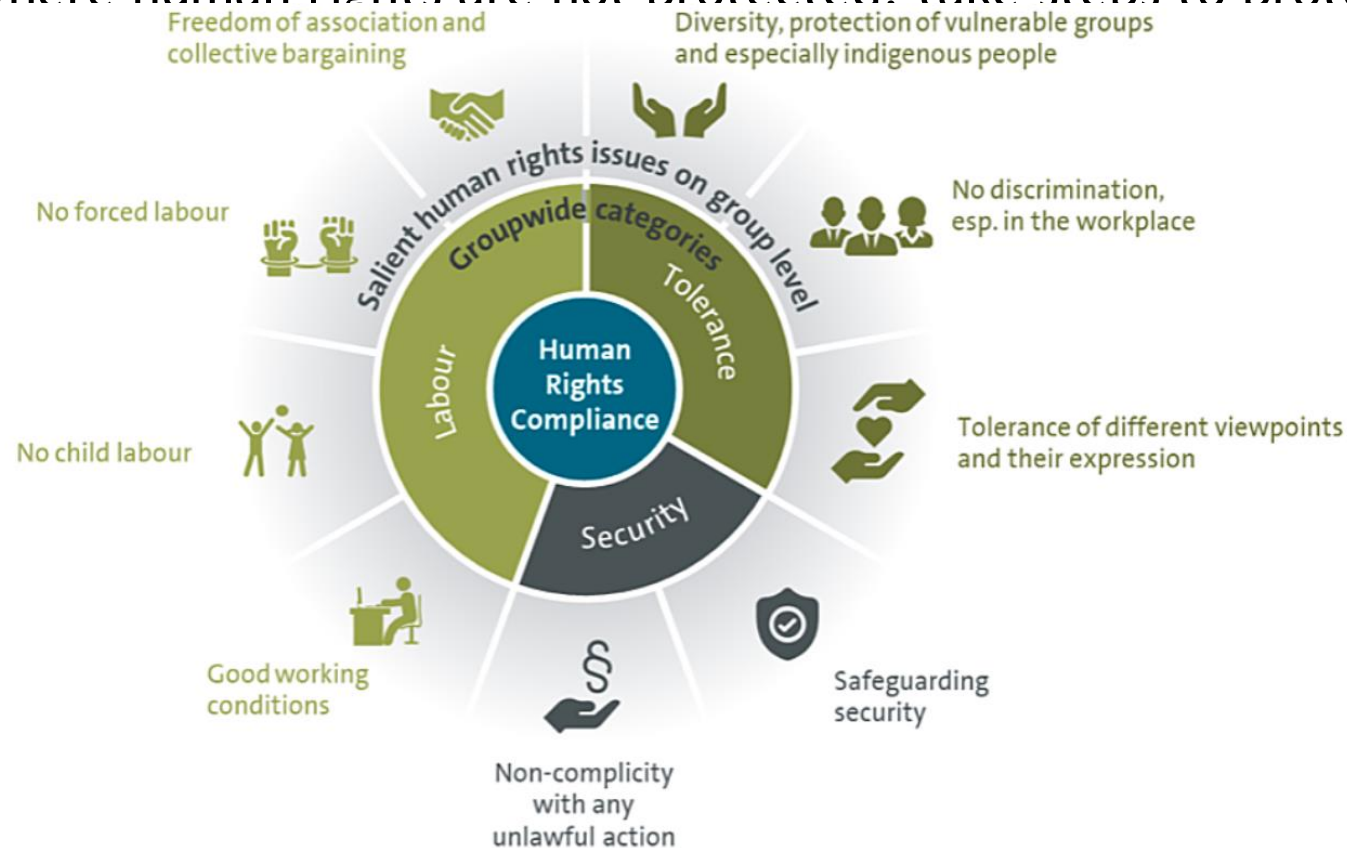 Freedom of association and
collective bargaining
Diversity, protection of vulnerable groups
and especially indigenous people
No forced labour
No discrimination,
esp. in the workplace
Salient human rights issues on group level
Groupwide categories
Tolerance
Labour
Human
Rights
Compliance
Security
No child labour
Tolerance of different viewpoints
and their expression
Good working
conditions
§
Safeguarding
security
Non-complicity
with any
unlawful action